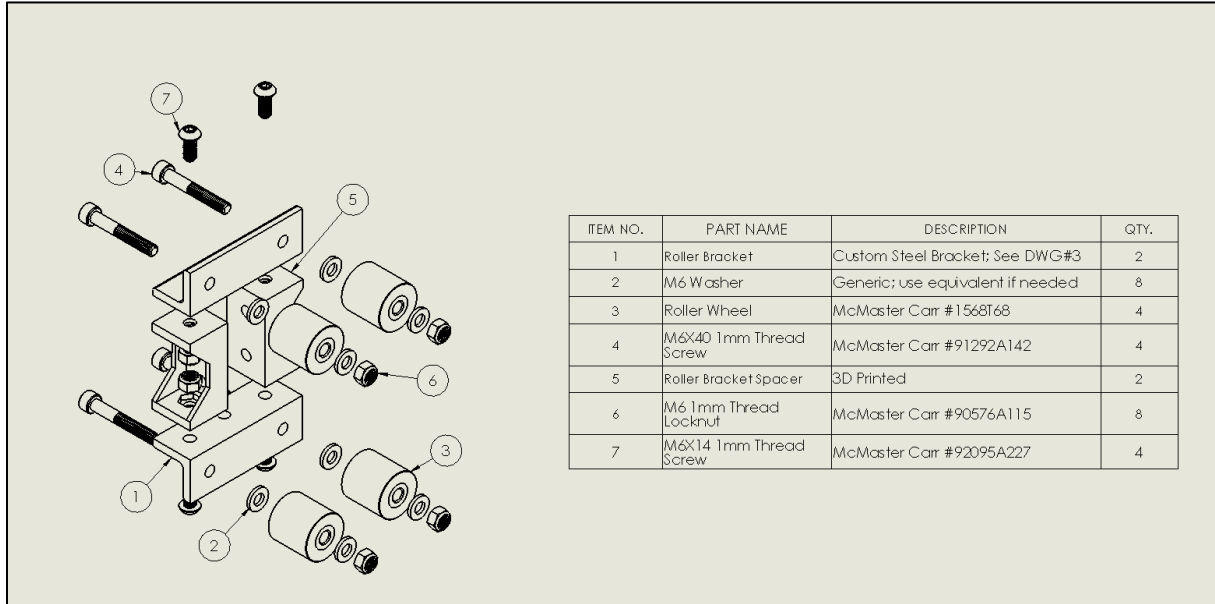 7
4
5
6
3
1
2
ITEM NO. PART NAME DESCRIPTION QTY.
1 Roller Bracket Custom Steel Bracket; See DWG#3 2
2 M6 Washer Generic; use equivalent if needed 8
3 Roller Wheel McMaster Carr #1568T68 4
4 M6X40 1mm Thread Screw McMaster Carr #91292A142 4
5 Roller Bracket Spacer 3D Printed 2
6 M6 1mm Thread Locknut McMaster Carr #90576A115 8
7 M6X14 1mm Thread Screw McMaster Carr #92095A227 4